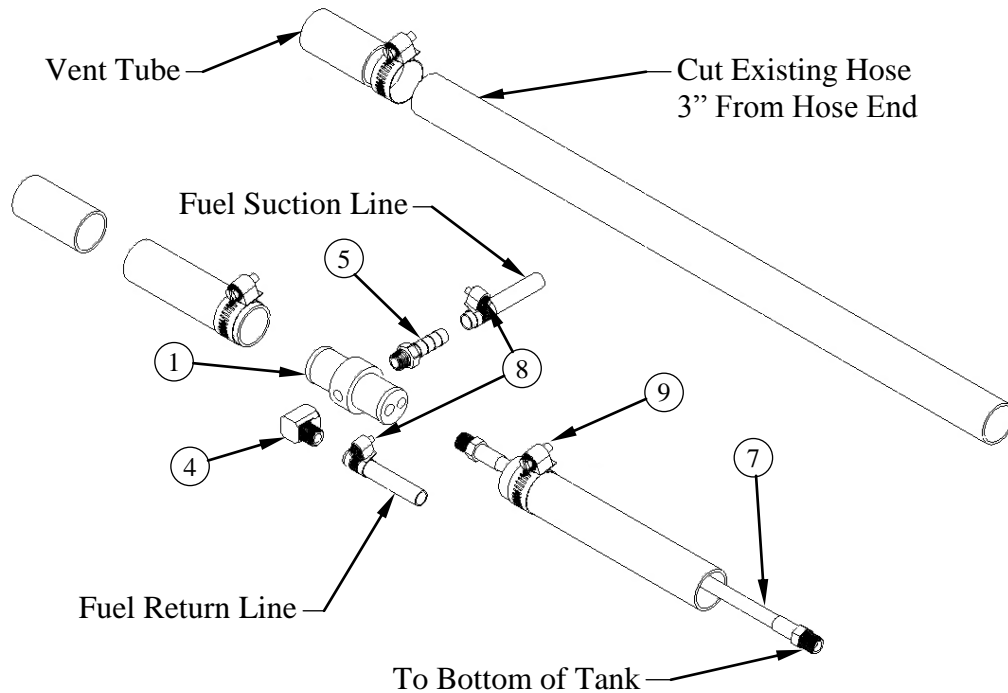 Vent Tube
Cut Existing Hose
3” From Hose End
Fuel Suction Line
5
1
8
9
4
7
Fuel Return Line
To Bottom of Tank